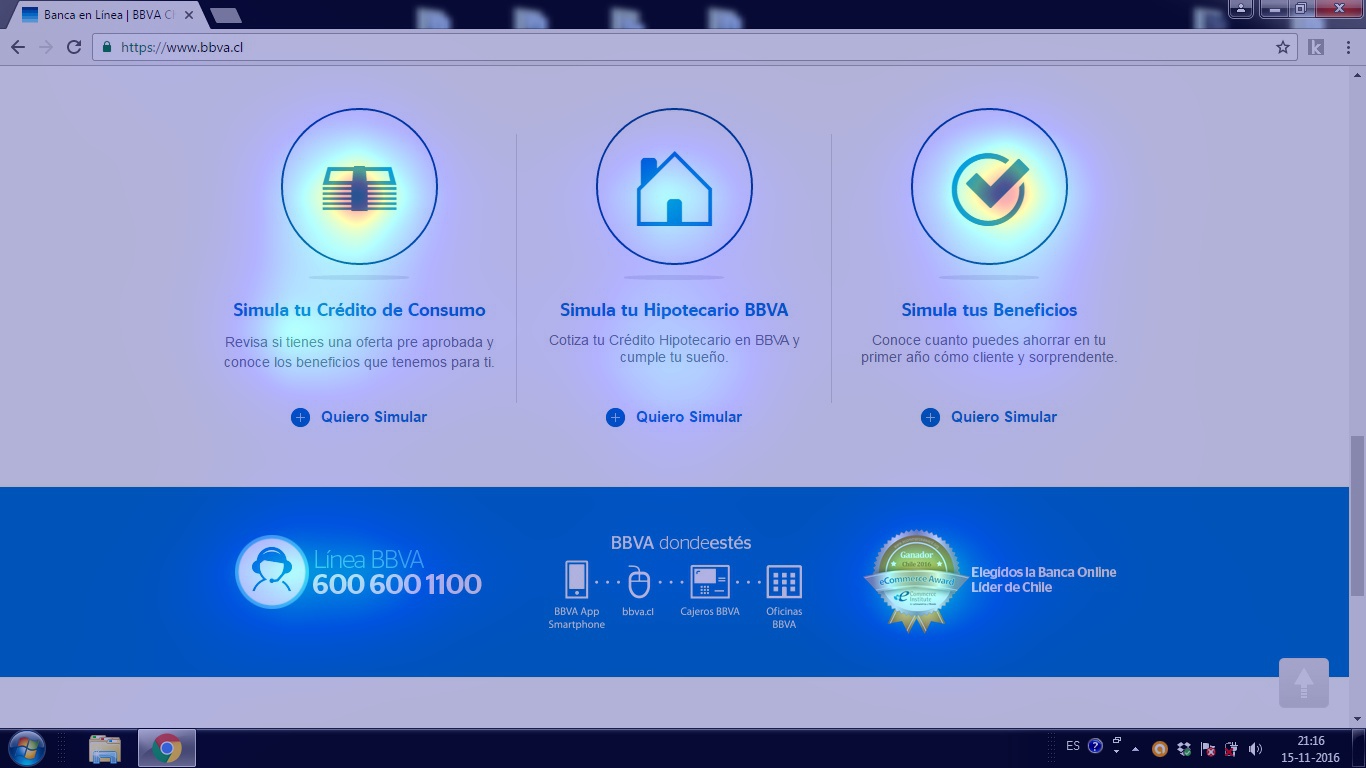 Banca en Línea | BBVA C
https://www.bbva.cl
Simula tu Crédito de Consumo
Revisa si tienes una oferta pre aprobada y
conoce los beneficios que tenemos para ti.
Quiero Simular
Simula tu Hipotecario BBVA
Cotiza tu Crédito Hipotecario en BBVA y
cumple tu sueño.
Quiero Simular
Simula tus Beneficios
Conoce cuanto puedes ahorrar en tu
primer año cómo cliente y sorprendente.
Quiero Simular
Línea BBVA
600 600 1100
BBVA dondeestés
BBVA App
Smartphone
bbva.cl
Cajeros BBVA
Oficinas
BBVA
Ganador
Chile 2016
eCommerce Award
Elegidos la Banca Online
Líder de Chile
ES
21:16
15-11-2016